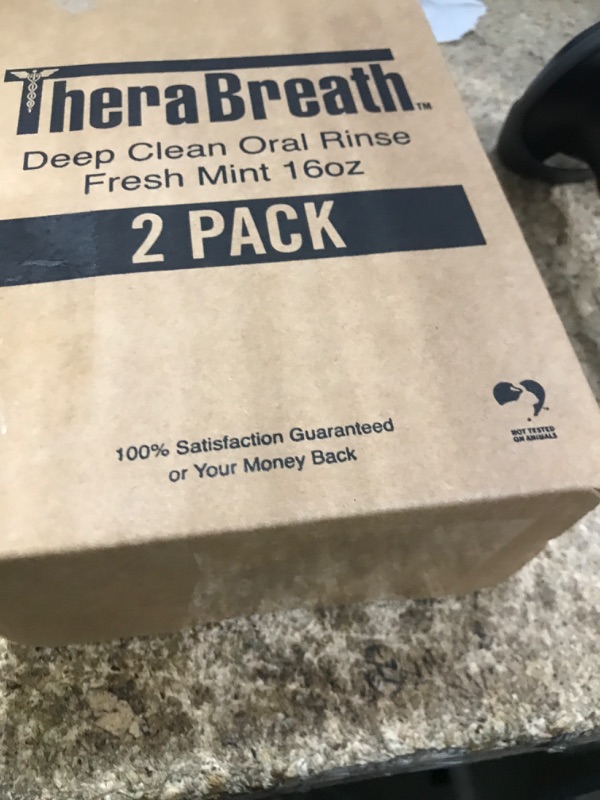 TheraBreath™
Deep Clean Oral Rinse
Fresh Mint 16oz
2 PACK
100% Satisfaction Guaranteed
or Your Money Back
NOT TESTED
ON ANIMALS